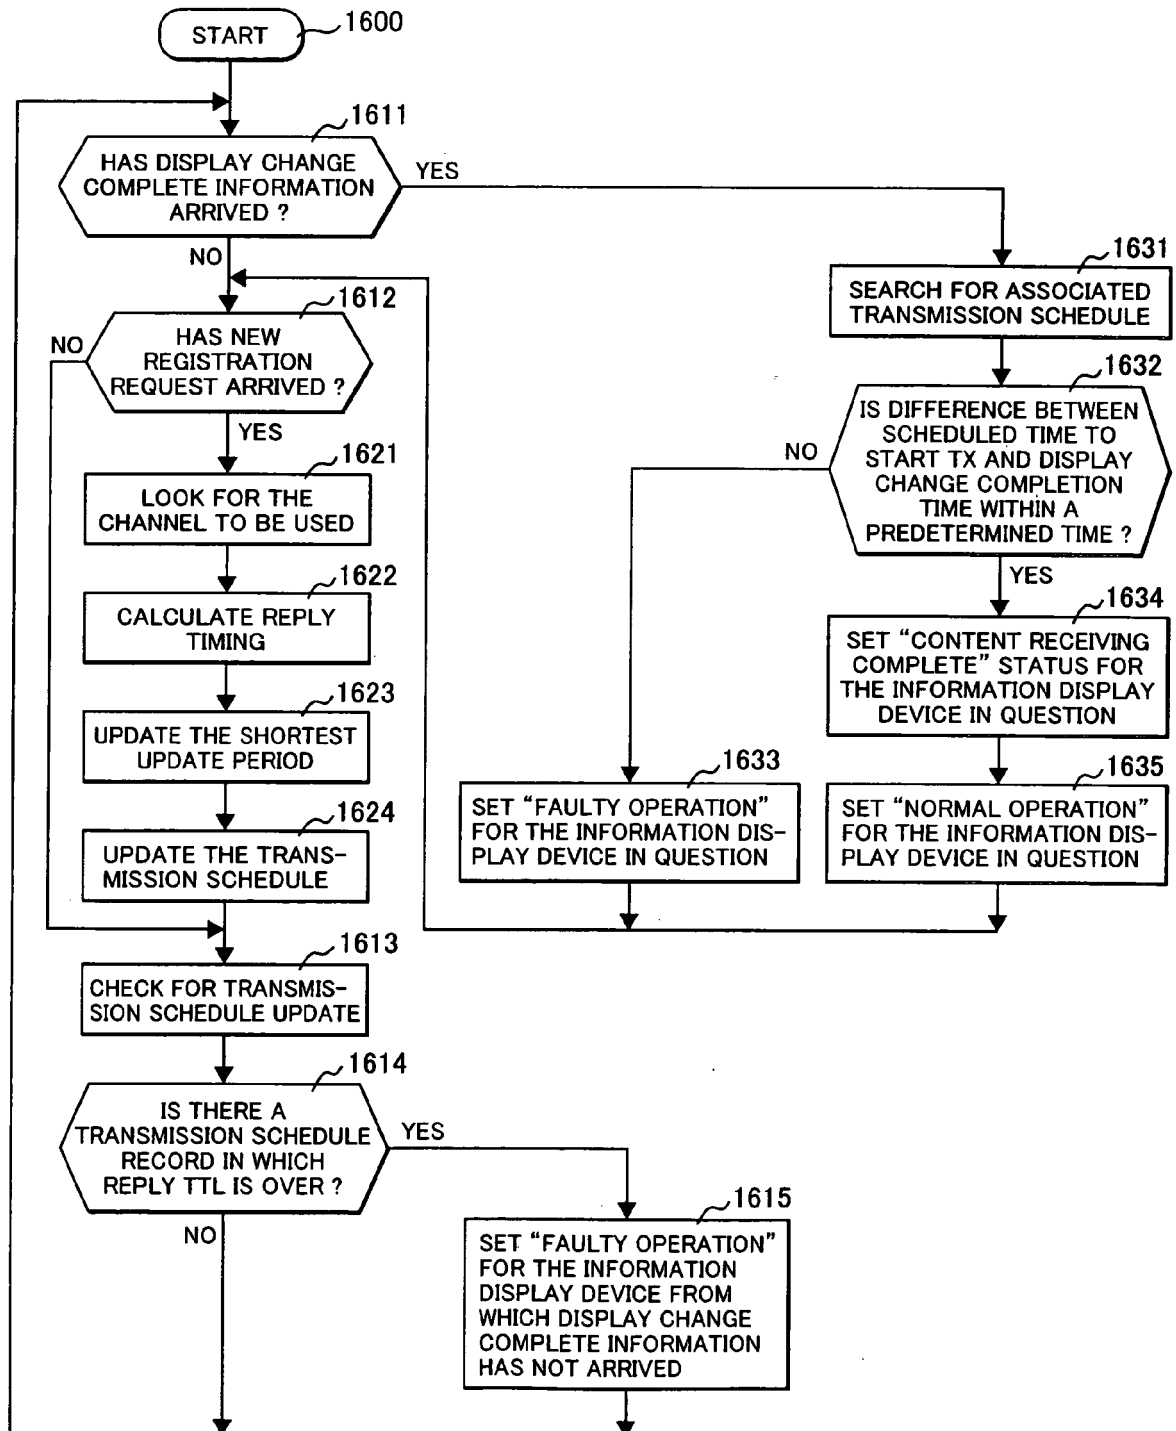 START
1600
1611
HAS DISPLAY CHANGE
COMPLETE INFORMATION
ARRIVED ?
YES
NO
1612
HAS NEW
REGISTRATION
REQUEST ARRIVED ?
NO
YES
1621
LOOK FOR THE
CHANNEL TO BE USED
1622
CALCULATE REPLY
TIMING
1623
UPDATE THE SHORTEST
UPDATE PERIOD
1624
UPDATE THE TRANS-
MISSION SCHEDULE
1613
CHECK FOR TRANSMIS-
SION SCHEDULE UPDATE
1614
IS THERE A
TRANSMISSION SCHEDULE
RECORD IN WHICH
REPLY TTL IS OVER ?
YES
NO
1615
SET “FAULTY OPERATION”
FOR THE INFORMATION
DISPLAY DEVICE FROM
WHICH DISPLAY CHANGE
COMPLETE INFORMATION
HAS NOT ARRIVED
1631
SEARCH FOR ASSOCIATED
TRANSMISSION SCHEDULE
1632
IS DIFFERENCE BETWEEN
SCHEDULED TIME TO
START TX AND DISPLAY
CHANGE COMPLETION
TIME WITHIN A
PREDETERMINED TIME ?
NO
YES
1633
SET “FAULTY OPERATION”
FOR THE INFORMATION DIS-
PLAY DEVICE IN QUESTION
1634
SET “CONTENT RECEIVING
COMPLETE” STATUS FOR
THE INFORMATION DISPLAY
DEVICE IN QUESTION
1635
SET “NORMAL OPERATION”
FOR THE INFORMATION DIS-
PLAY DEVICE IN QUESTION